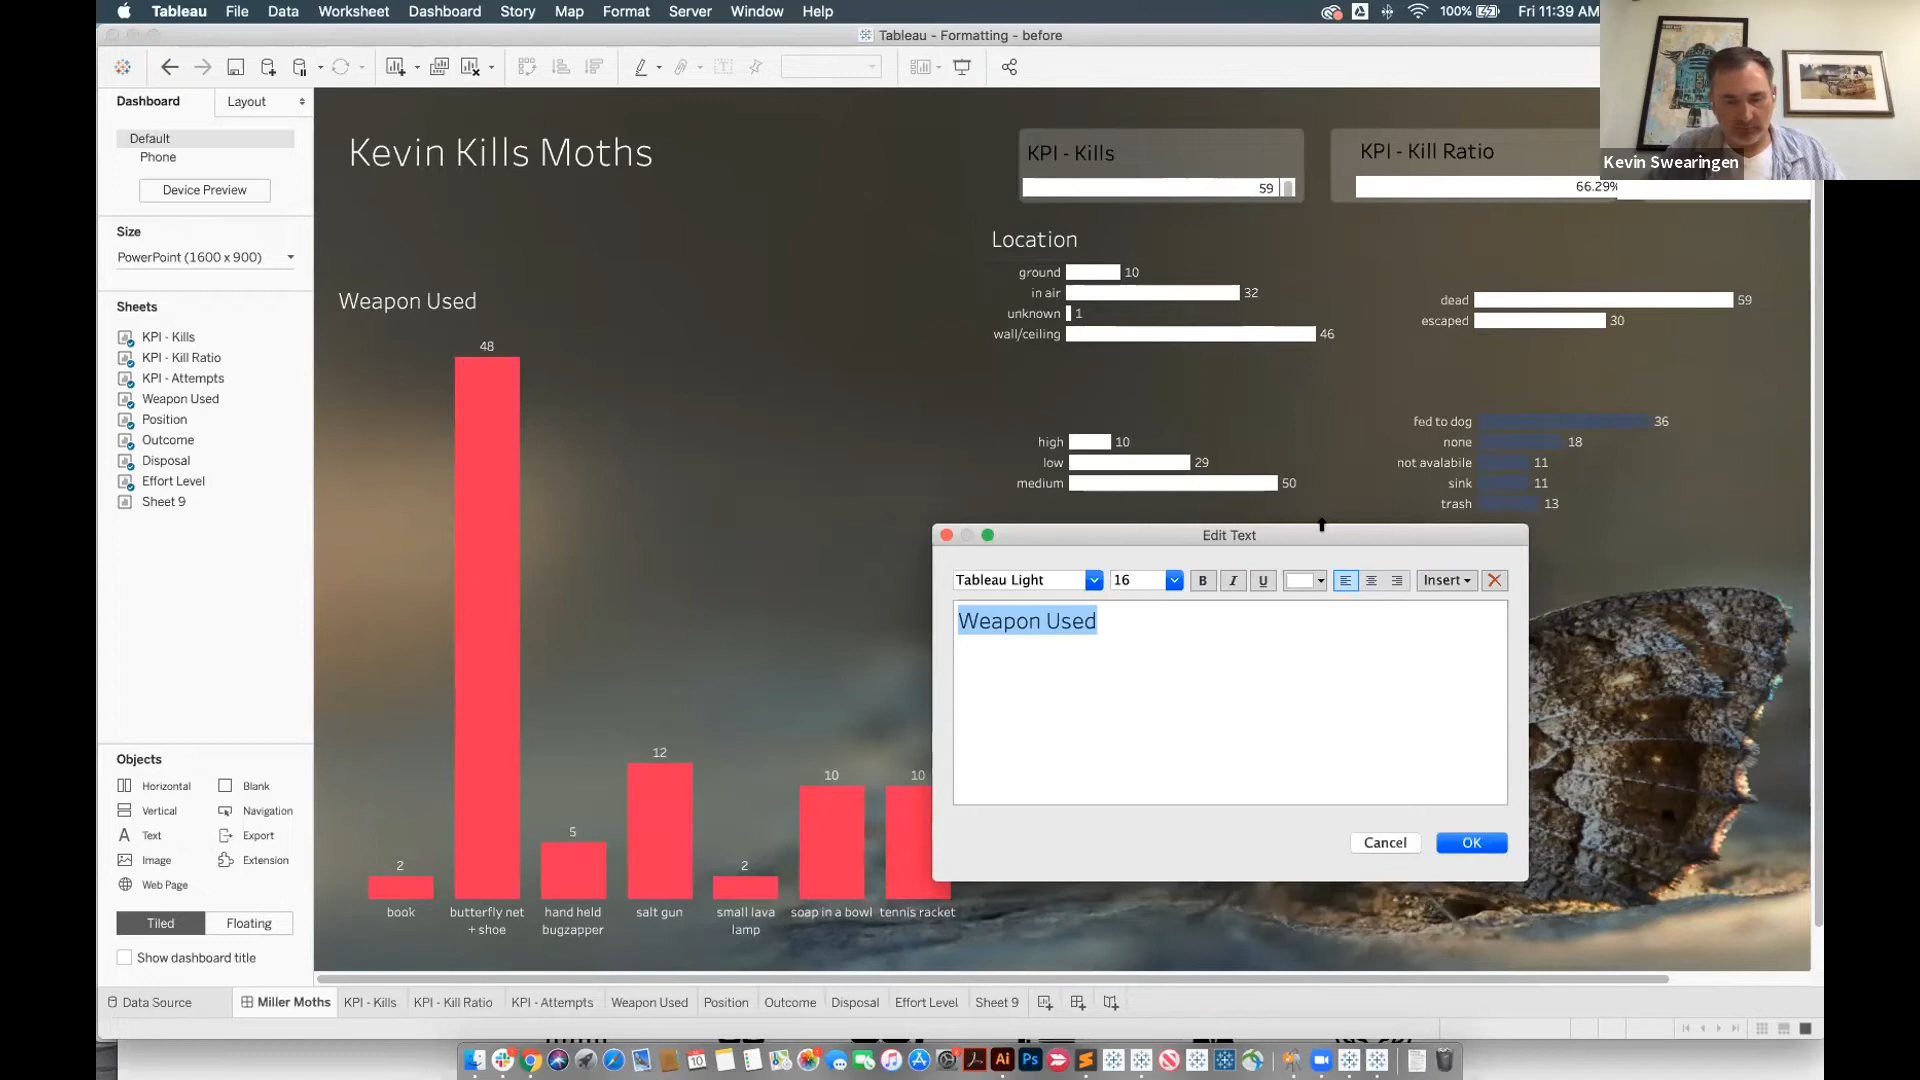 Tableau File Data Worksheet Dashboard Story Map Format Server Window Help
100% Fri 11:39 AM
Tableau - Formatting - before
Kevin Swearingen
Dashboard Layout
Default
Phone
Device Preview
Size
PowerPoint (1600 x 900)
Sheets
KPI - Kills
KPI - Kill Ratio
KPI - Attempts
Weapon Used
Position
Outcome
Disposal
Effort Level
Sheet 9
Objects
Horizontal Blank
Vertical Navigation
Text Export
Image Extension
Web Page
Tiled Floating
Show dashboard title
Kevin Kills Moths
KPI - Kills
59
KPI - Kill Ratio
66.29%
Weapon Used
48
12
10
10
5
2
2
book
butterfly net
+ shoe
hand held
bugzapper
salt gun
small lava
lamp
soap in a bowl
tennis racket
Location
ground 10
in air 32
unknown 1
wall/ceiling 46
dead 59
escaped 30
high 10
low 29
medium 50
fed to dog 36
none 18
not avalabile 11
sink 11
trash 13
Edit Text
Tableau Light 16 B I U Insert
Weapon Used
Cancel OK
Data Source Miller Moths KPI - Kills KPI - Kill Ratio KPI - Attempts Weapon Used Position Outcome Disposal Effort Level Sheet 9
10 Ai Ps